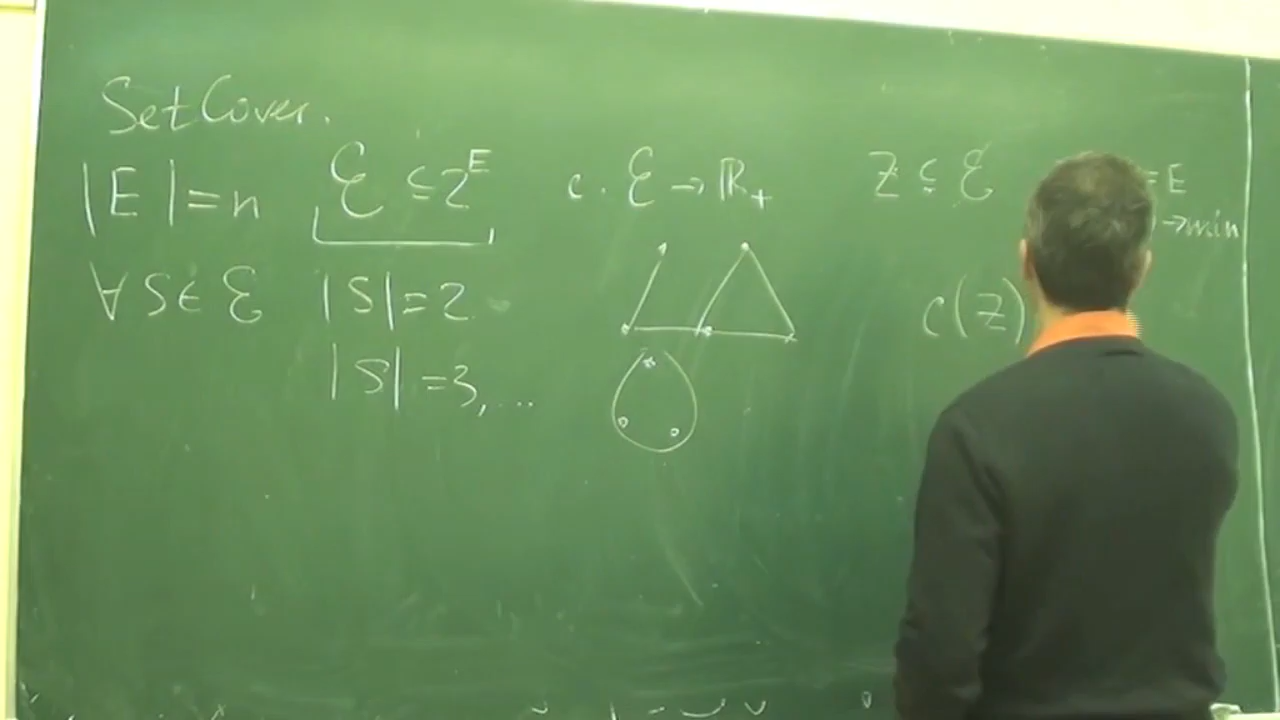 Set Cover.
|E|=n ℰ ⊆ 2^E c: ℰ → ℝ₊ Z ⊆ ℰ = E
→ min
∀ S ∈ ℰ |S|=2 c(Z)
|S|=3, ...